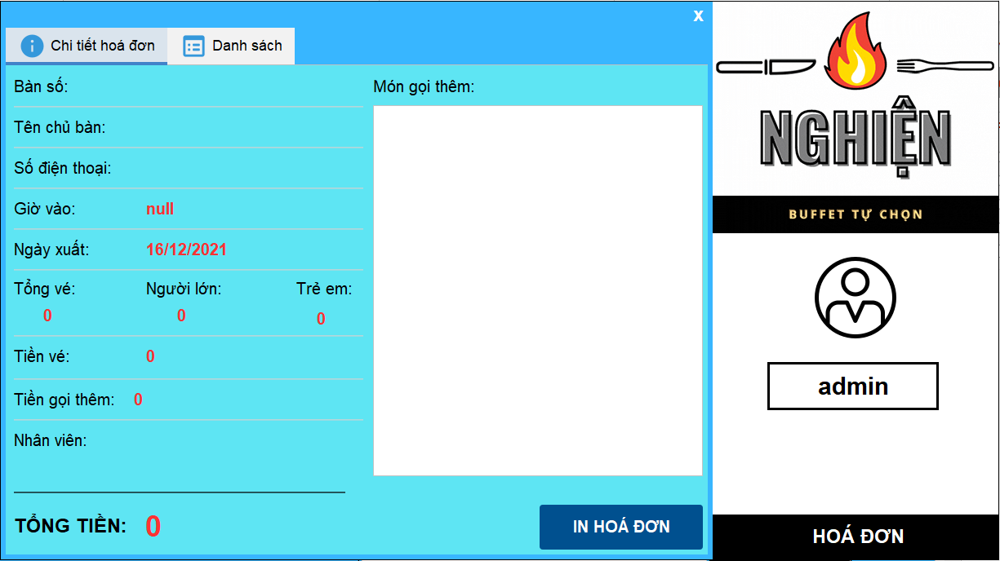 x
Chi tiết hoá đơn
Danh sách
Bàn số:
Tên chủ bàn:
Số điện thoại:
Giờ vào: null
Ngày xuất: 16/12/2021
Tổng vé: Người lớn: Trẻ em:
0 0 0
Tiền vé: 0
Tiền gọi thêm: 0
Nhân viên:
TỔNG TIỀN: 0
Món gọi thêm:
IN HOÁ ĐƠN
NGHIỆN
BUFFET TỰ CHỌN
admin
HOÁ ĐƠN